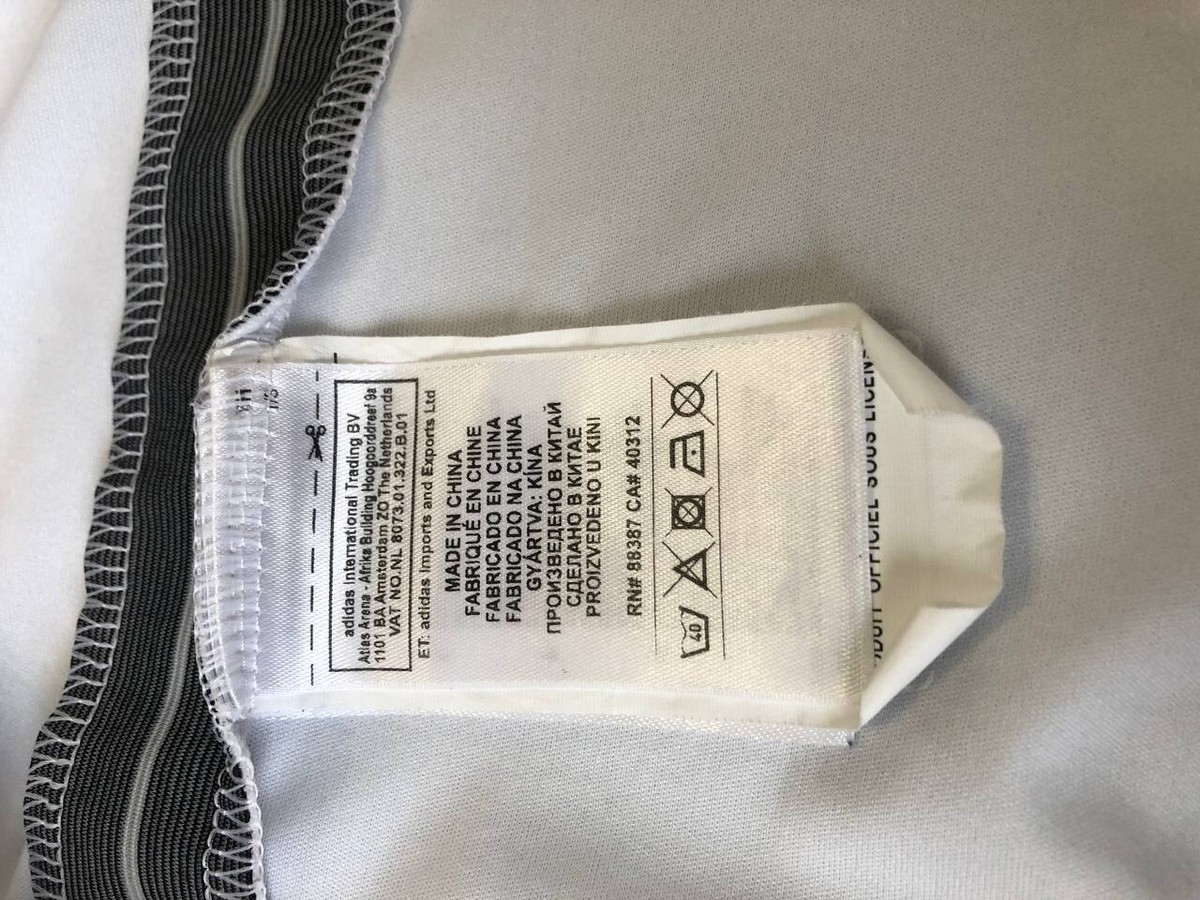 adidas International Trading BV
Atlas Arena - Afrika Building Hoogoorddreef 9a
1101 BA Amsterdam ZO The Netherlands
VAT NO.NL 8073.01.322.B.01
ET: adidas Imports and Exports Ltd
MADE IN CHINA
FABRIQUÉ EN CHINE
FABRICADO EN CHINA
FABRICADO NA CHINA
GYÁRTVA: KÍNA
ПРОИЗВЕДЕНО В КИТАЙ
СДЕЛАНО В КИТАЕ
PROIZVEDENO U KINI
RN# 88387 CA# 40312
40
OFFICIEL SOUS